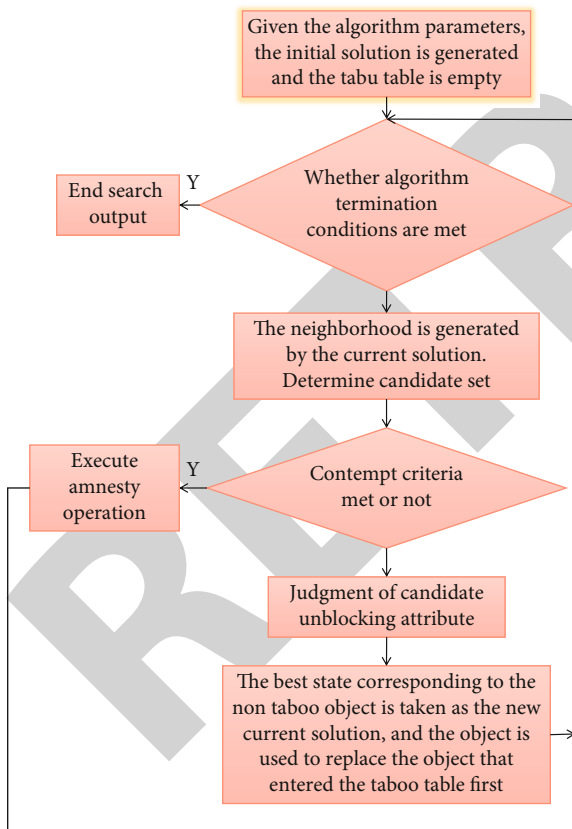 Given the algorithm parameters,
the initial solution is generated
and the tabu table is empty
Whether algorithm
termination
conditions are met
Y
End search
output
The neighborhood is generated
by the current solution.
Determine candidate set
Contempt criteria
met or not
Y
Execute
amnesty
operation
Judgment of candidate
unblocking attribute
The best state corresponding to the
non taboo object is taken as the new
current solution, and the object is
used to replace the object that
entered the taboo table first